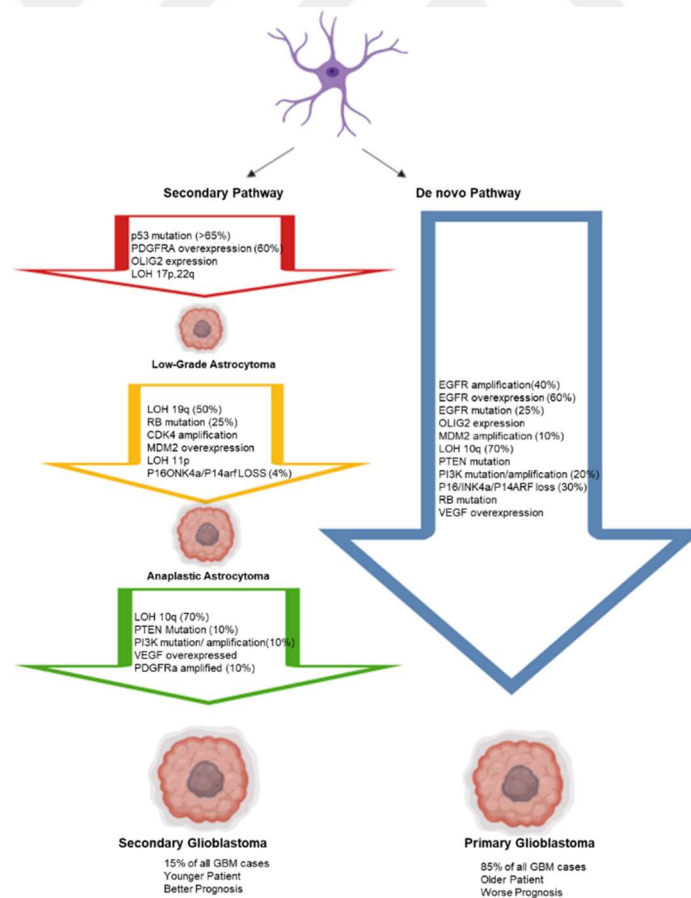 Secondary Pathway
p53 mutation (>65%)
PDGFRA overexpression (60%)
OLIG2 expression
LOH 17p,22q
Low-Grade Astrocytoma
LOH 19q (50%)
RB mutation (25%)
CDK4 amplification
MDM2 overexpression
LOH 11p
P16ONK4a/P14arf LOSS (4%)
Anaplastic Astrocytoma
LOH 10q (70%)
PTEN Mutation (10%)
PI3K mutation/ amplification(10%)
VEGF overexpressed
PDGFRa amplified (10%)
Secondary Glioblastoma
15% of all GBM cases
Younger Patient
Better Prognosis
De novo Pathway
EGFR amplification(40%)
EGFR overexpression (60%)
EGFR mutation (25%)
OLIG2 expression
MDM2 amplification (10%)
LOH 10q (70%)
PTEN mutation
PI3K mutation/amplification (20%)
P16/INK4a/P14ARF loss (30%)
RB mutation
VEGF overexpression
Primary Glioblastoma
85% of all GBM cases
Older Patient
Worse Prognosis